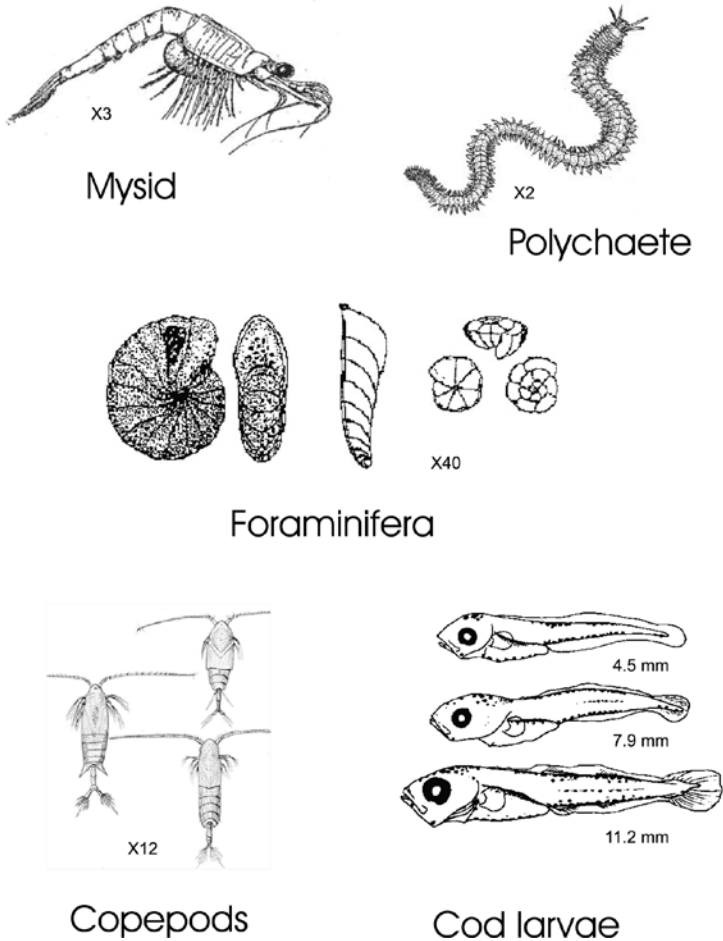 X3
Mysid
X2
Polychaete
X40
Foraminifera
X12
Copepods
4.5 mm
7.9 mm
11.2 mm
Cod larvae